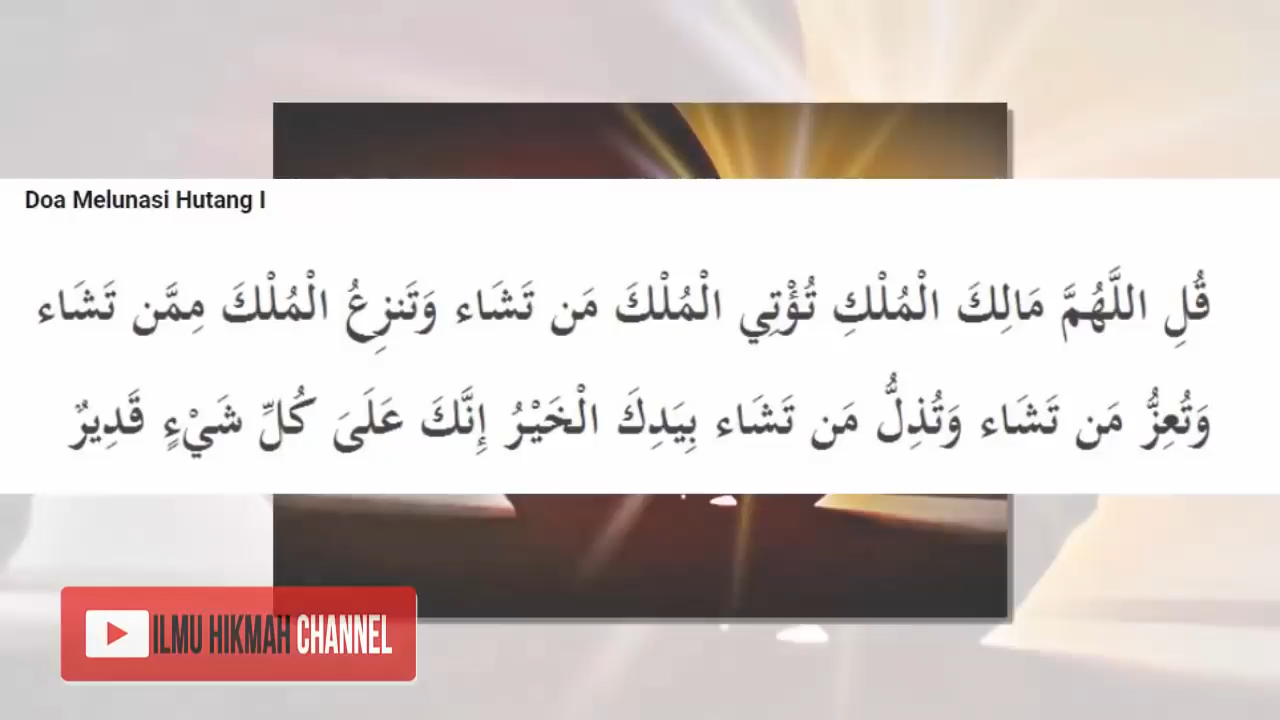 Doa Melunasi Hutang I
قُلِ اللَّهُمَّ مَالِكَ الْمُلْكِ تُؤْتِي الْمُلْكَ مَن تَشَاء وَتَنزِعُ الْمُلْكَ مِمَّن تَشَاء
وَتُعِزُّ مَن تَشَاء وَتُذِلُّ مَن تَشَاء بِيَدِكَ الْخَيْرُ إِنَّكَ عَلَىَ كُلِّ شَيْءٍ قَدِيرٌ
ILMU HIKMAH CHANNEL